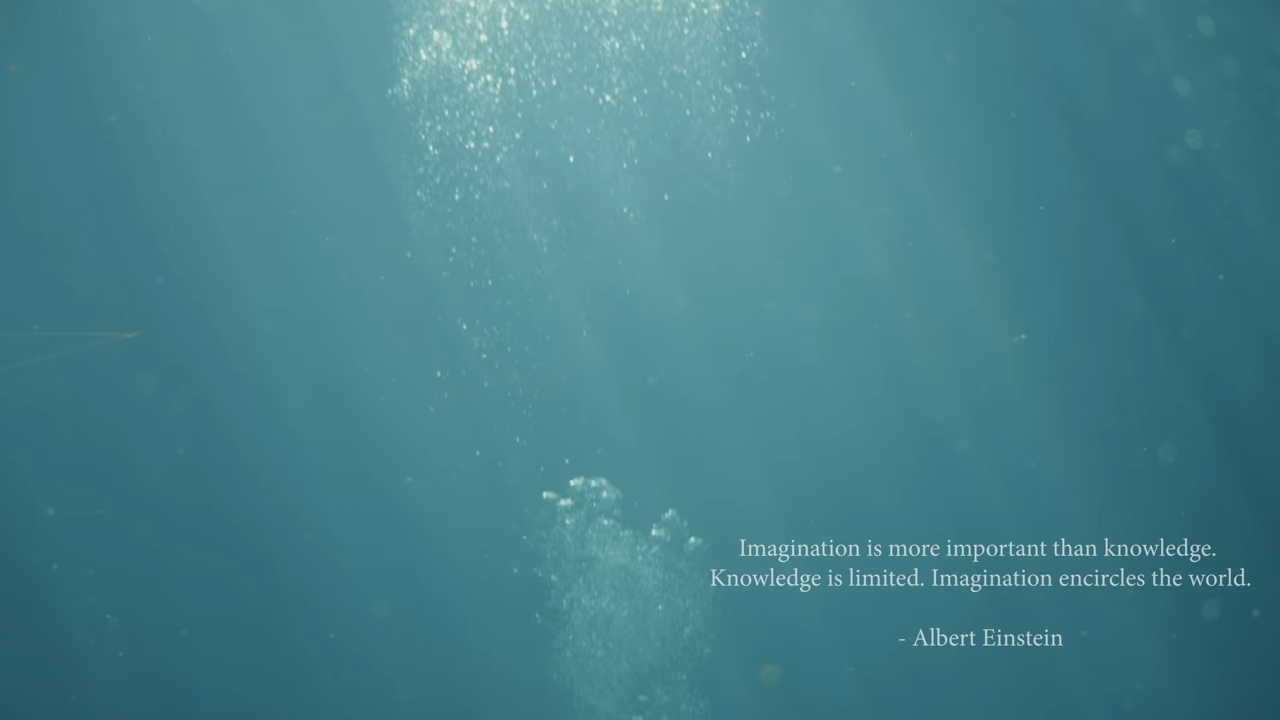 Imagination is more important than knowledge.
Knowledge is limited. Imagination encircles the world.
- Albert Einstein